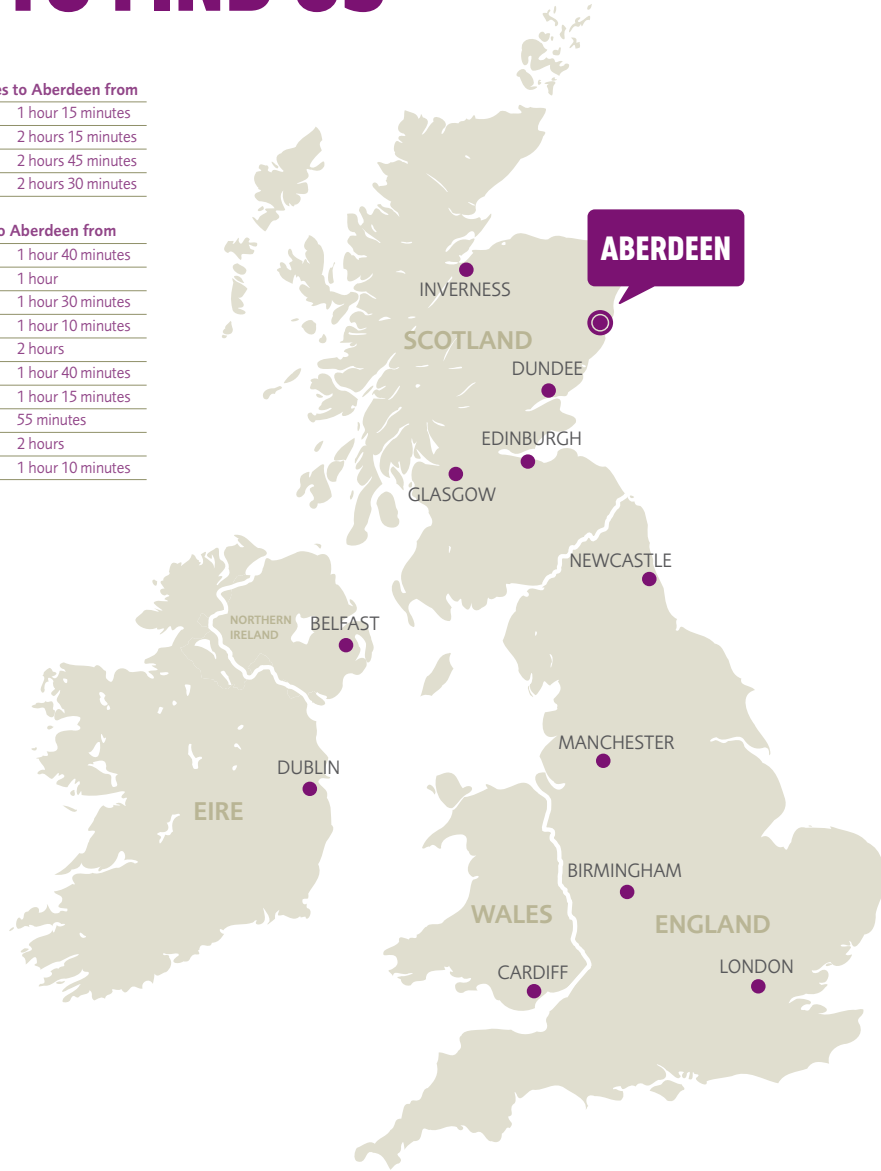 TO FIND US
es to Aberdeen from
1 hour 15 minutes
2 hours 15 minutes
2 hours 45 minutes
2 hours 30 minutes
o Aberdeen from
1 hour 40 minutes
1 hour
1 hour 30 minutes
1 hour 10 minutes
2 hours
1 hour 40 minutes
1 hour 15 minutes
55 minutes
2 hours
1 hour 10 minutes
ABERDEEN
INVERNESS
SCOTLAND
DUNDEE
EDINBURGH
GLASGOW
NEWCASTLE
NORTHERN
IRELAND
BELFAST
MANCHESTER
DUBLIN
EIRE
BIRMINGHAM
WALES
ENGLAND
CARDIFF
LONDON